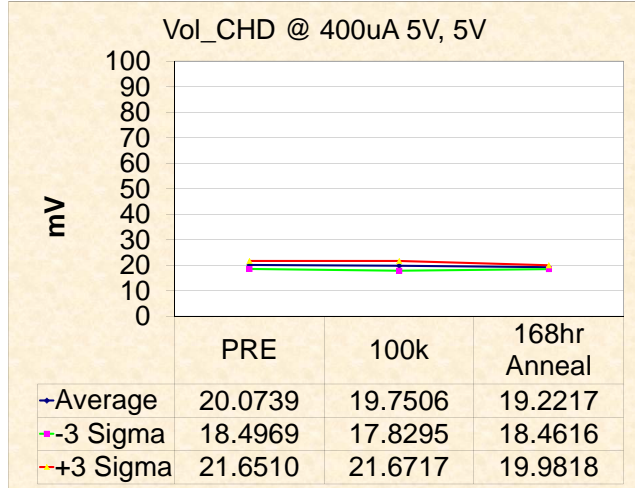 Vol_CHD @ 400uA 5V, 5V
100
90
80
70
60
50
40
30
20
10
0
mV
PRE 100k 168hr Anneal
Average 20.0739 19.7506 19.2217
-3 Sigma 18.4969 17.8295 18.4616
+3 Sigma 21.6510 21.6717 19.9818